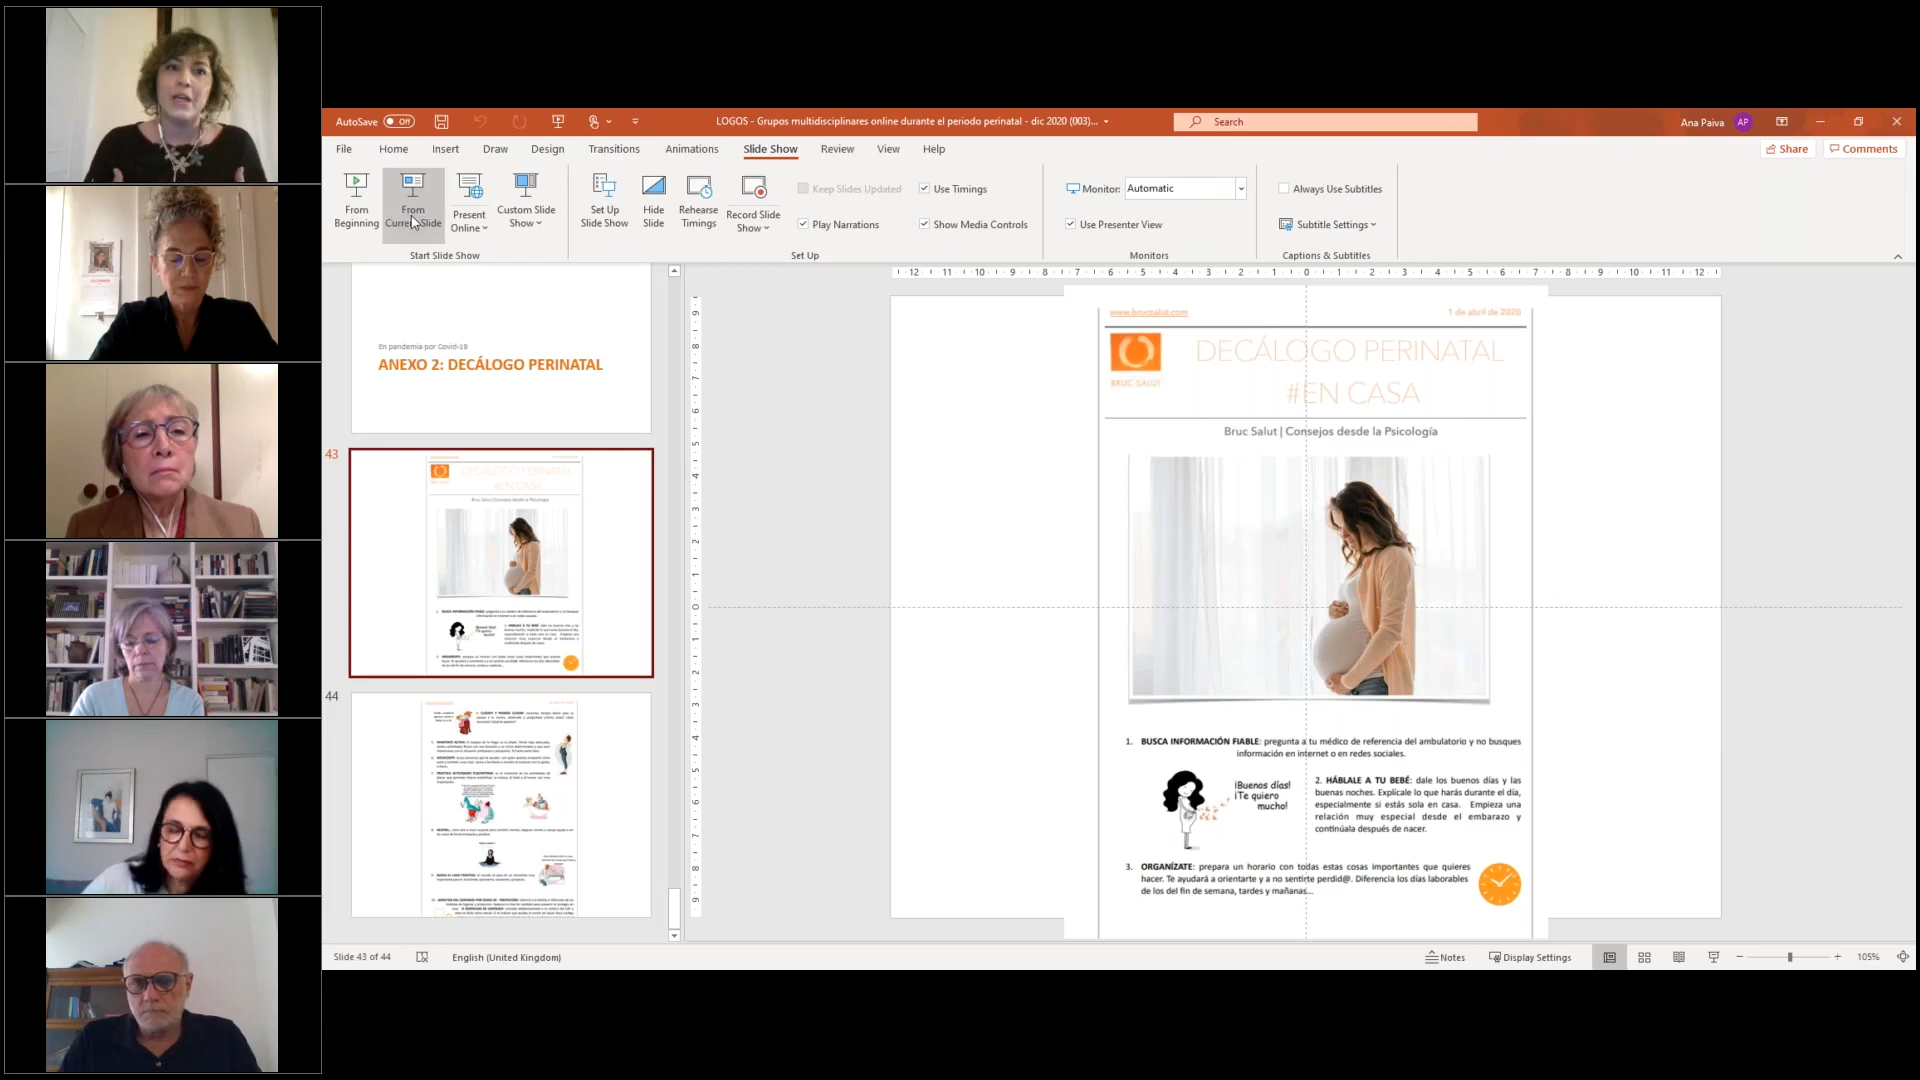 AutoSave Off
LOGOS - Grupos multidisciplinares online durante el periodo perinatal - dic 2020 (003)...
Search
Ana Paiva AP
File Home Insert Draw Design Transitions Animations Slide Show Review View Help
Share Comments
From Beginning
From Current Slide
Present Online
Custom Slide Show
Set Up Slide Show
Hide Slide
Rehearse Timings
Record Slide Show
Keep Slides Updated
Use Timings
Play Narrations
Show Media Controls
Monitor: Automatic
Use Presenter View
Always Use Subtitles
Subtitle Settings
Start Slide Show
Set Up
Monitors
Captions & Subtitles
En pandemia por Covid-19
ANEXO 2: DECÁLOGO PERINATAL
43
44
www.brucsalut.com
1 de abril de 2020
BRUC SALUT
DECÁLOGO PERINATAL
#EN CASA
Bruc Salut | Consejos desde la Psicología
1. BUSCA INFORMACIÓN FIABLE: pregunta a tu médico de referencia del ambulatorio y no busques
información en internet o en redes sociales.
¡Buenos días!
¡Te quiero
mucho!
2. HÁBLALE A TU BEBÉ: dale los buenos días y las
buenas noches. Explícale lo que harás durante el día,
especialmente si estás sola en casa. Empieza una
relación muy especial desde el embarazo y
continúala después de nacer.
3. ORGANÍZATE: prepara un horario con todas estas cosas importantes que quieres
hacer. Te ayudará a orientarte y a no sentirte perdid@. Diferencia los días laborables
de los del fin de semana, tardes y mañanas...
Slide 43 of 44
English (United Kingdom)
Notes
Display Settings
105%